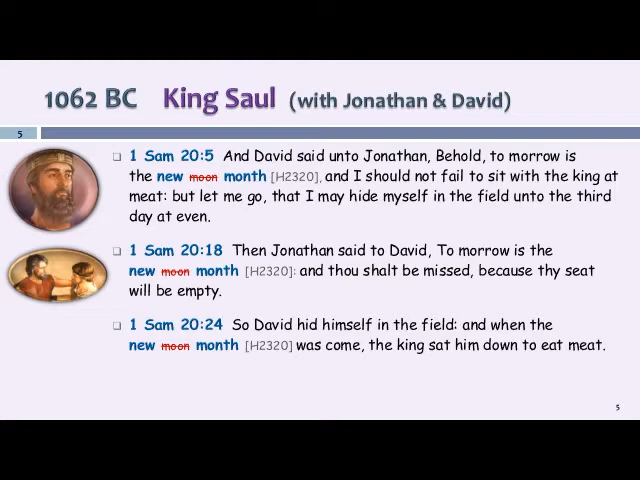 1062 BC King Saul (with Jonathan & David)
5
❑ 1 Sam 20:5 And David said unto Jonathan, Behold, to morrow is
the new moon month [H2320], and I should not fail to sit with the king at
meat: but let me go, that I may hide myself in the field unto the third
day at even.
❑ 1 Sam 20:18 Then Jonathan said to David, To morrow is the
new moon month [H2320]: and thou shalt be missed, because thy seat
will be empty.
❑ 1 Sam 20:24 So David hid himself in the field: and when the
new moon month [H2320] was come, the king sat him down to eat meat.
5